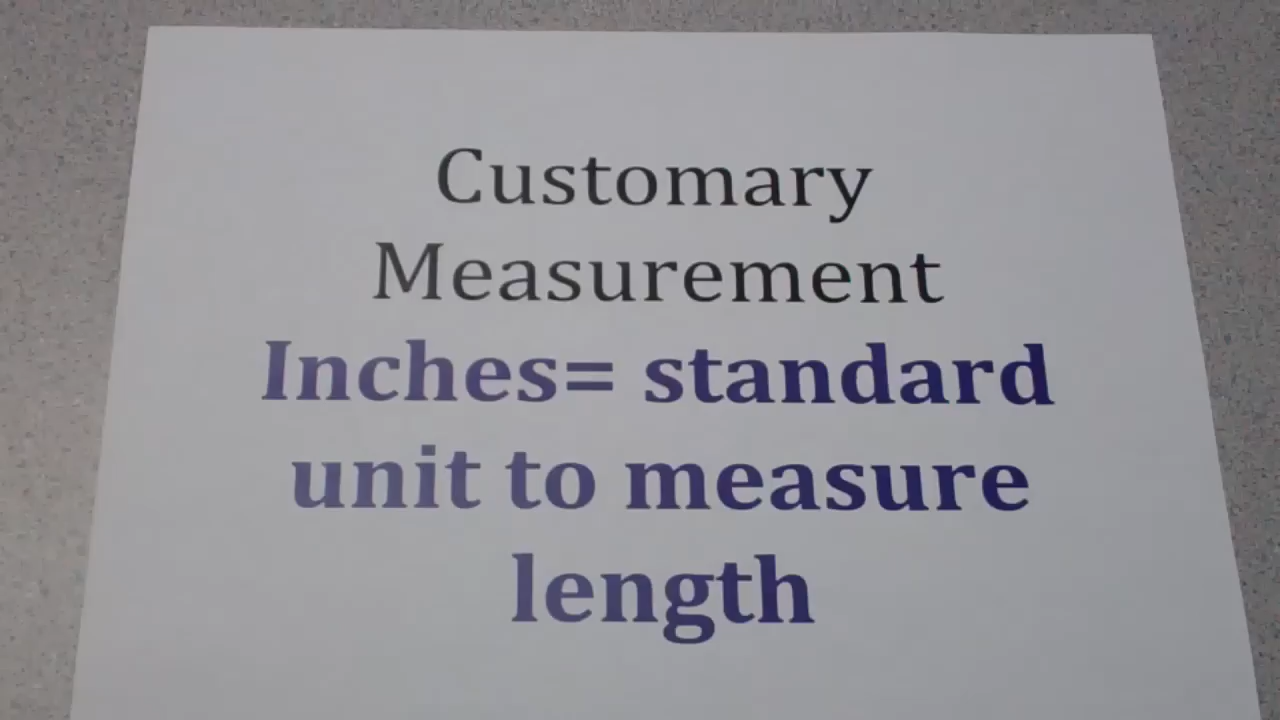 Customary
Measurement
Inches= standard
unit to measure
length